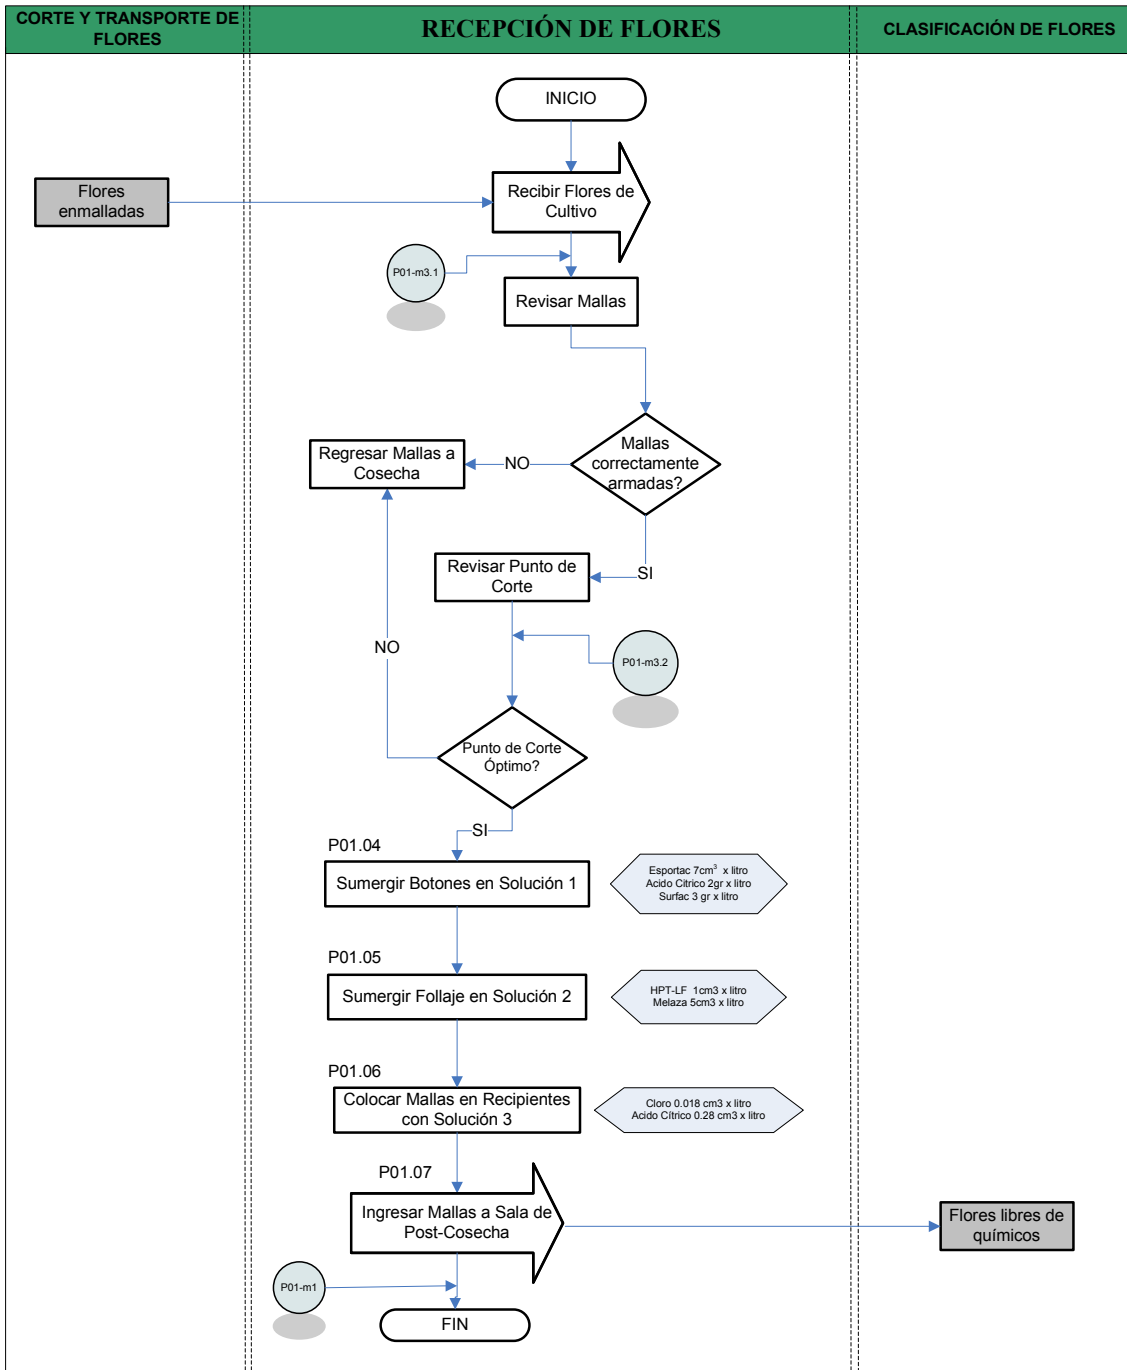 CORTE Y TRANSPORTE DE
FLORES
RECEPCIÓN DE FLORES
CLASIFICACIÓN DE FLORES
INICIO
Flores
enmalladas
Recibir Flores de
Cultivo
P01-m3.1
Revisar Mallas
Mallas
correctamente
armadas?
NO
Regresar Mallas a
Cosecha
SI
Revisar Punto de
Corte
NO
P01-m3.2
Punto de Corte
Óptimo?
SI
P01.04
Sumergir Botones en Solución 1
Esportac 7cm³ x litro
Acido Citrico 2gr x litro
Surfac 3 gr x litro
P01.05
Sumergir Follaje en Solución 2
HPT-LF 1cm3 x litro
Melaza 5cm3 x litro
P01.06
Colocar Mallas en Recipientes
con Solución 3
Cloro 0.018 cm3 x litro
Acido Cítrico 0.28 cm3 x litro
P01.07
Ingresar Mallas a Sala de
Post-Cosecha
Flores libres de
químicos
P01-m1
FIN